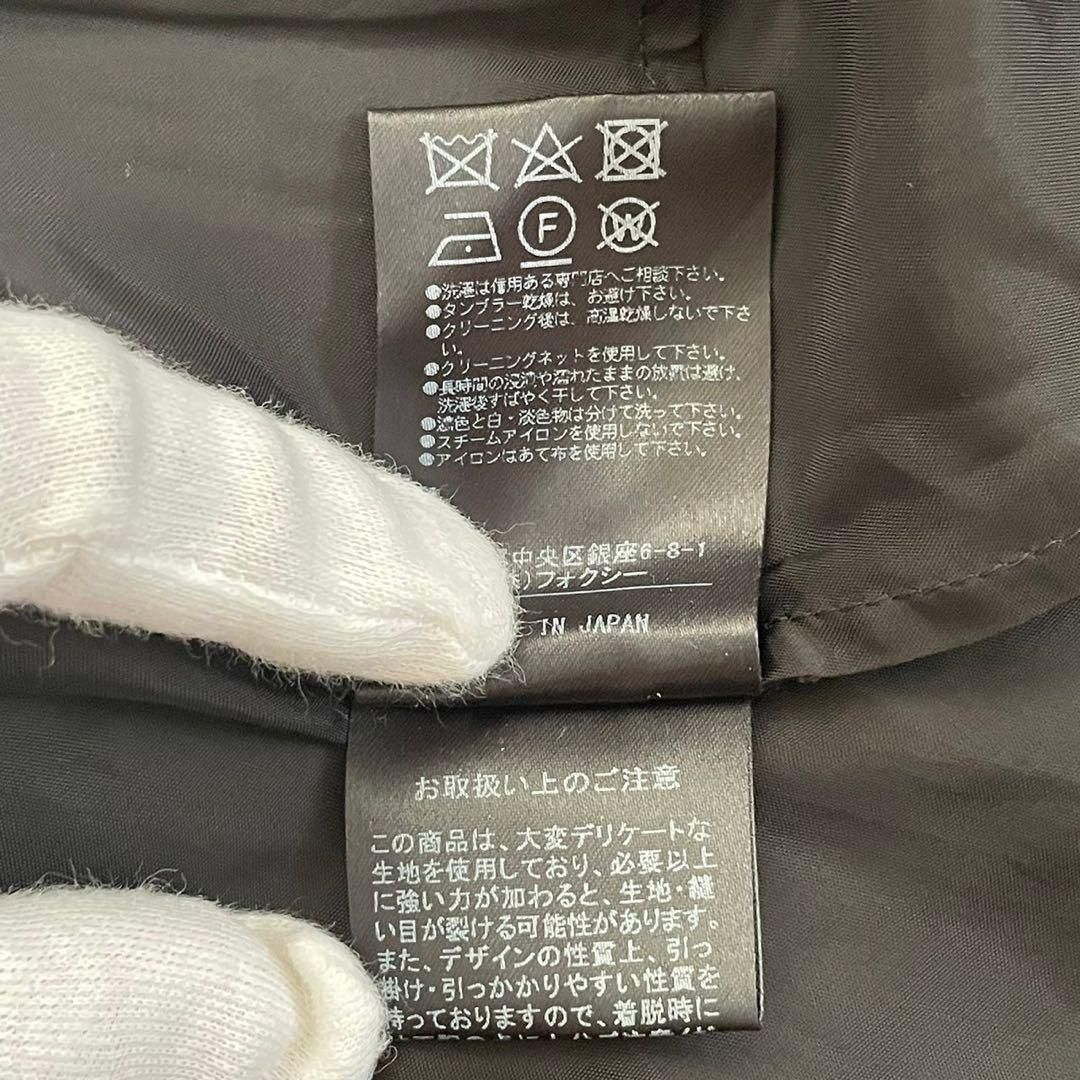 F
W
●洗濯は信用ある専門店へご相談下さい。
●タンブラー乾燥は、お避け下さい。
●クリーニング後は、高温乾燥しないで下さ
い。
●クリーニングネットを使用して下さい。
●長時間の浸漬や濡れたままの放置は避け、
洗濯後すばやく干して下さい。
●濃色と白・淡色物は分けて洗って下さい。
●スチームアイロンを使用しないで下さい。
●アイロンはあて布を使用して下さい。
中央区銀座6-8-1
)フォクシー
IN JAPAN
お取扱い上のご注意
この商品は、大変デリケートな
生地を使用しており、必要以上
に強い力が加わると、生地・縫
い目が裂ける可能性があります。
また、デザインの性質上、引っ
掛け・引っかかりやすい性質を
持っておりますので、着脱時に